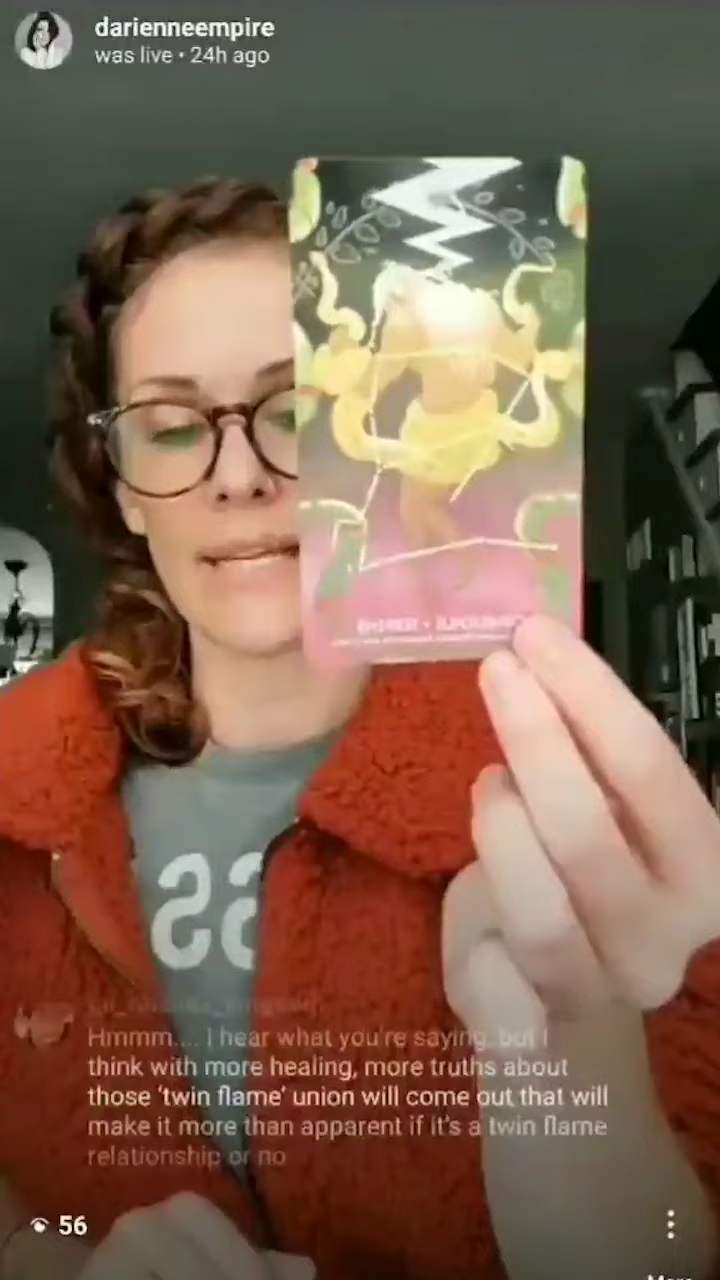 darienneempire
was live • 24h ago
Hmmm.... I hear what you're saying, but I
think with more healing, more truths about
those 'twin flame' union will come out that will
make it more than apparent if it's a twin flame
relationship or no
56